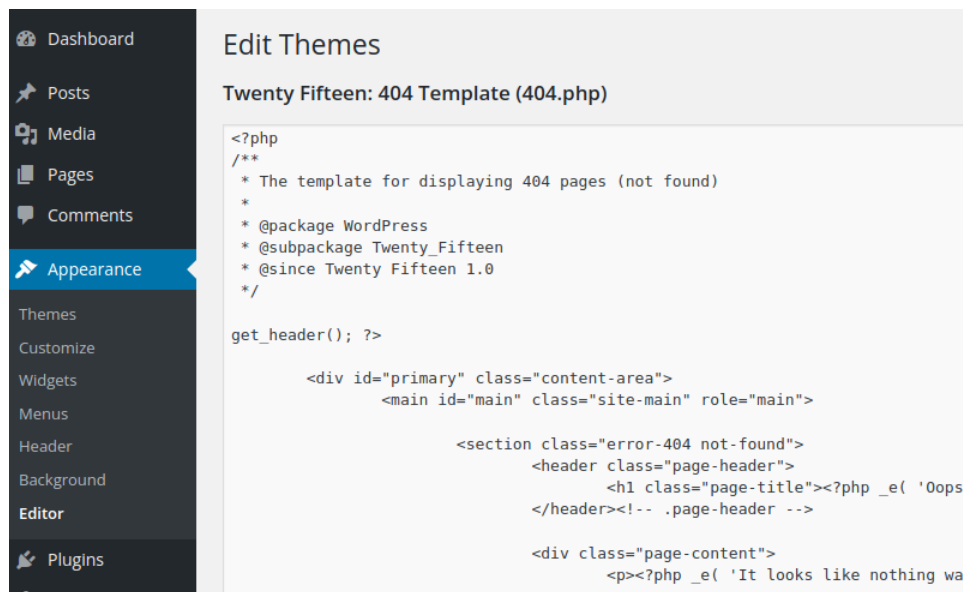 Dashboard
Posts
Media
Pages
Comments
Appearance
Themes
Customize
Widgets
Menus
Header
Background
Editor
Plugins
Edit Themes
Twenty Fifteen: 404 Template (404.php)
<?php
/**
 * The template for displaying 404 pages (not found)
 *
 * @package WordPress
 * @subpackage Twenty_Fifteen
 * @since Twenty Fifteen 1.0
 */
get_header(); ?>
<div id="primary" class="content-area">
<main id="main" class="site-main" role="main">
<section class="error-404 not-found">
<header class="page-header">
<h1 class="page-title"><?php _e( 'Oops
</header><!-- .page-header -->
<div class="page-content">
<p><?php _e( 'It looks like nothing wa